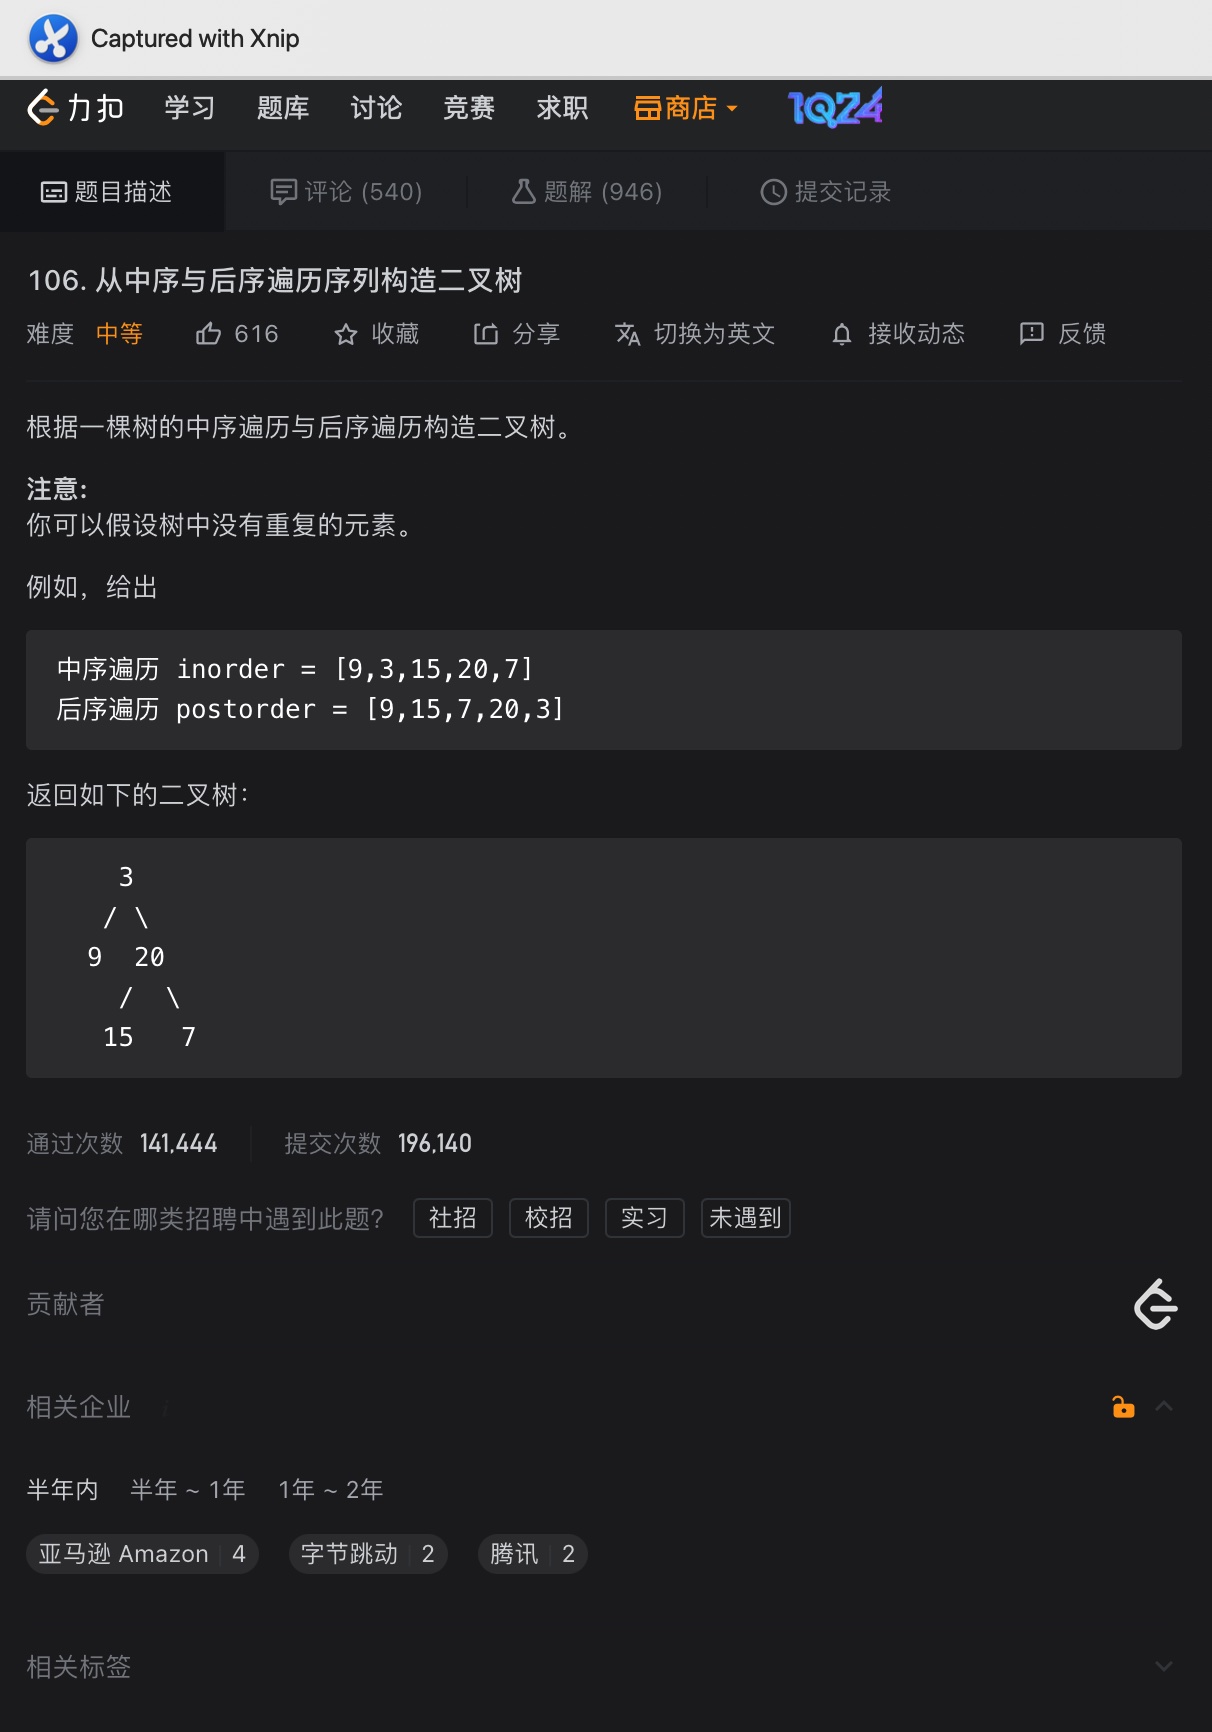 Captured with Xnip
力扣 学习 题库 讨论 竞赛 求职 商店 1024
题目描述 评论 (540) 题解 (946) 提交记录
106. 从中序与后序遍历序列构造二叉树
难度 中等 616 收藏 分享 切换为英文 接收动态 反馈
根据一棵树的中序遍历与后序遍历构造二叉树。
注意:
你可以假设树中没有重复的元素。
例如，给出
中序遍历 inorder = [9,3,15,20,7]
后序遍历 postorder = [9,15,7,20,3]
返回如下的二叉树：
3
/ \
9 20
/ \
15 7
通过次数 141,444 提交次数 196,140
请问您在哪类招聘中遇到此题? 社招 校招 实习 未遇到
贡献者
相关企业 i
半年内 半年 ~ 1年 1年 ~ 2年
亚马逊 Amazon 4 字节跳动 2 腾讯 2
相关标签